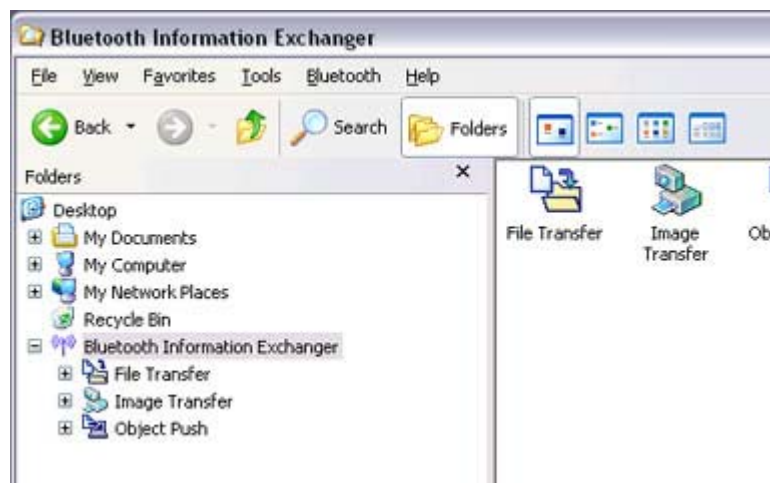 Bluetooth Information Exchanger
File View Favorites Tools Bluetooth Help
Back Search Folders
Folders
Desktop
My Documents
My Computer
My Network Places
Recycle Bin
Bluetooth Information Exchanger
File Transfer
Image Transfer
Object Push
File Transfer
Image
Transfer
Ob